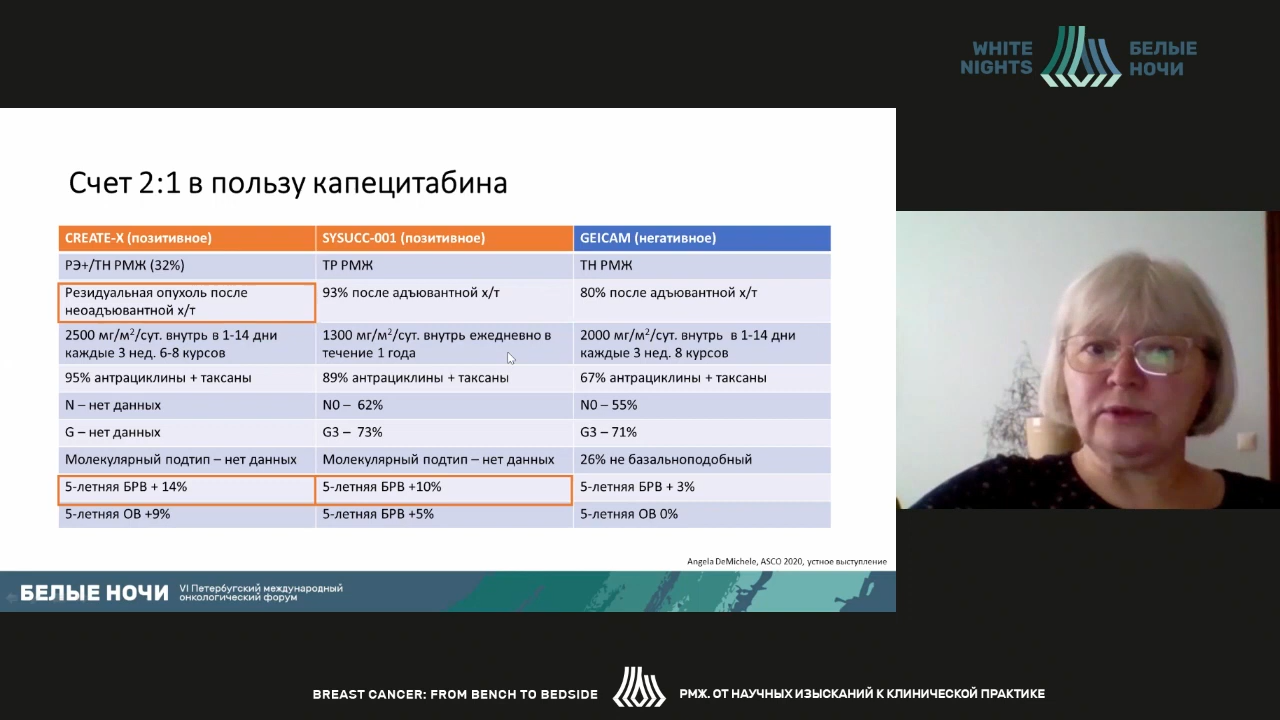 WHITE
NIGHTS
БЕЛЫЕ
НОЧИ
Счет 2:1 в пользу капецитабина
CREATE-X (позитивное)
SYSUCC-001 (позитивное)
GEICAM (негативное)
РЭ+/ТН РМЖ (32%)
ТР РМЖ
ТН РМЖ
Резидуальная опухоль после
неоадъювантной х/т
93% после адъювантной х/т
80% после адъювантной х/т
2500 мг/м²/сут. внутрь в 1-14 дни
каждые 3 нед. 6-8 курсов
1300 мг/м²/сут. внутрь ежедневно в
течение 1 года
2000 мг/м²/сут. внутрь в 1-14 дни
каждые 3 нед. 8 курсов
95% антрациклины + таксаны
89% антрациклины + таксаны
67% антрациклины + таксаны
N – нет данных
N0 – 62%
N0 – 55%
G – нет данных
G3 – 73%
G3 – 71%
Молекулярный подтип – нет данных
Молекулярный подтип – нет данных
26% не базальноподобный
5-летняя БРВ + 14%
5-летняя БРВ +10%
5-летняя БРВ + 3%
5-летняя ОВ +9%
5-летняя БРВ +5%
5-летняя ОВ 0%
Angela DeMichele, ASCO 2020, устное выступление
БЕЛЫЕ НОЧИ
VI Петербугский международный
онкологический форум
BREAST CANCER: FROM BENCH TO BEDSIDE
РМЖ. ОТ НАУЧНЫХ ИЗЫСКАНИЙ К КЛИНИЧЕСКОЙ ПРАКТИКЕ